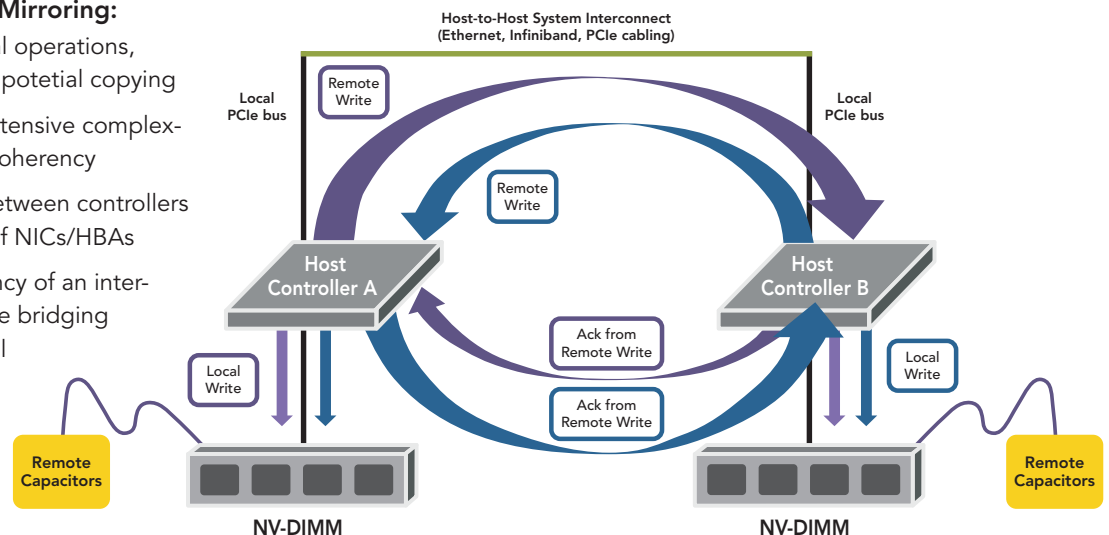 Mirroring:
l operations,
potetial copying
tensive complex-
oherency
etween controllers
f NICs/HBAs
ncy of an inter-
e bridging
l
Host-to-Host System Interconnect
(Ethernet, Infiniband, PCIe cabling)
Local
PCIe bus
Remote
Write
Local
PCIe bus
Remote
Write
Host
Controller A
Host
Controller B
Ack from
Remote Write
Local
Write
Local
Write
Ack from
Remote Write
Remote
Capacitors
Remote
Capacitors
NV-DIMM
NV-DIMM